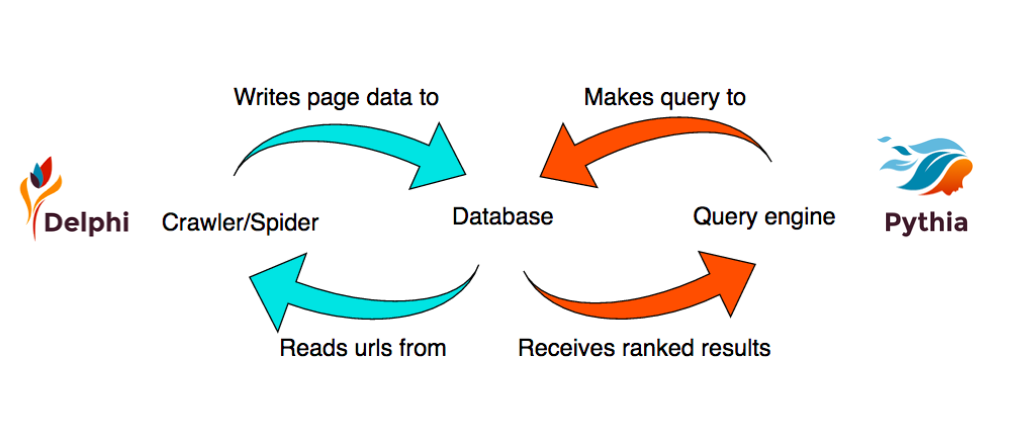 Writes page data to
Makes query to
Delphi
Crawler/Spider
Database
Query engine
Pythia
Reads urls from
Receives ranked results